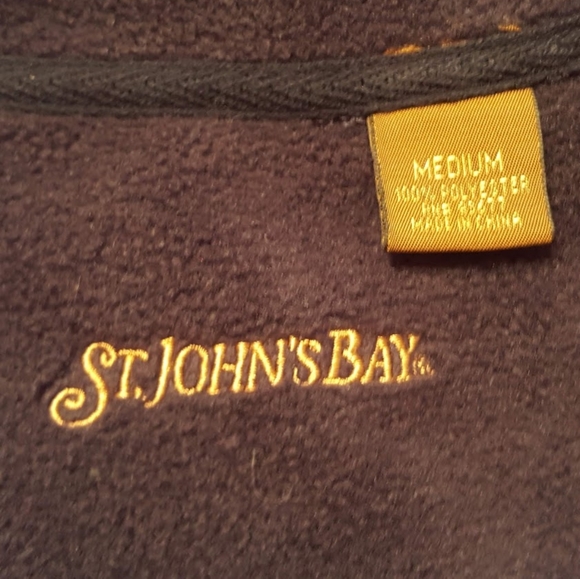 MEDIUM
100% POLYESTER
MADE IN CHINA
ST. JOHN'S BAY